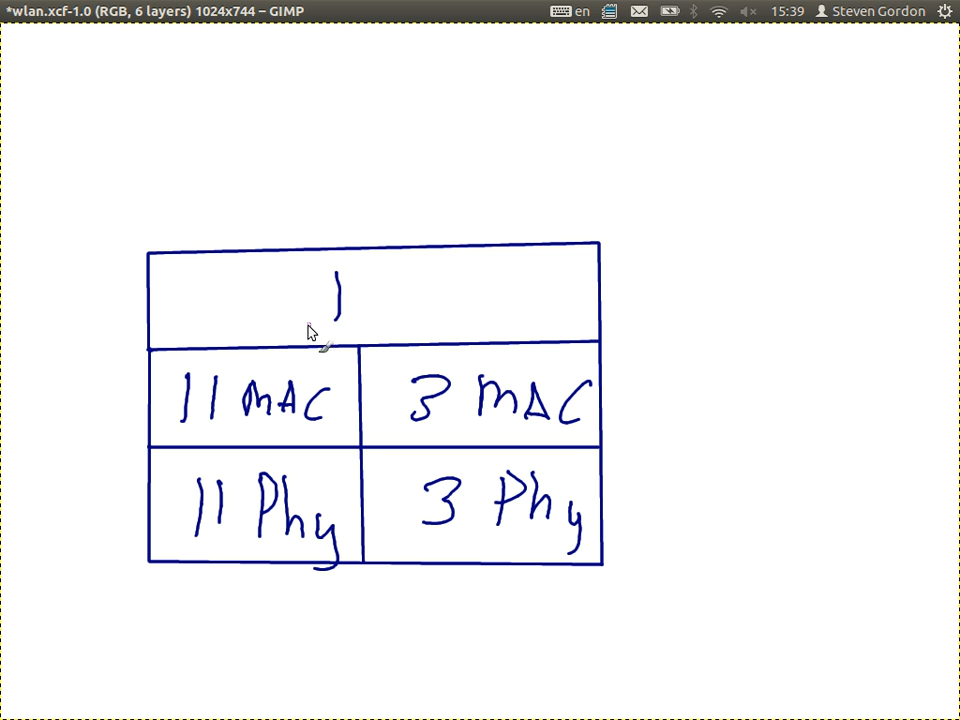 *wlan.xcf-1.0 (RGB, 6 layers) 1024x744 – GIMP en 15:39 Steven Gordon
1
11 MAC 3 MAC
11 Phy 3 Phy